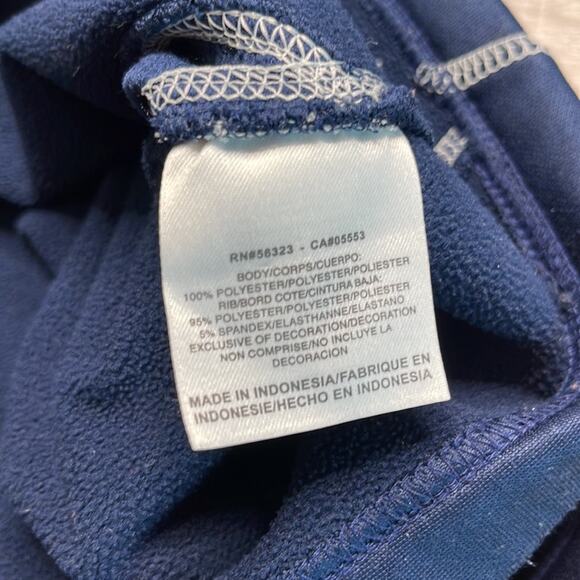 RN#56323 - CA#05553
BODY/CORPS/CUERPO:
100% POLYESTER/POLYESTER/POLIESTER
RIB/BORD COTE/CINTURA BAJA:
95% POLYESTER/POLYESTER/POLIESTER
5% SPANDEX/ELASTHANNE/ELASTANO
EXCLUSIVE OF DECORATION/DECORATION
NON COMPRISE/NO INCLUYE LA
DECORACION
MADE IN INDONESIA/FABRIQUE EN
INDONESIE/HECHO EN INDONESIA